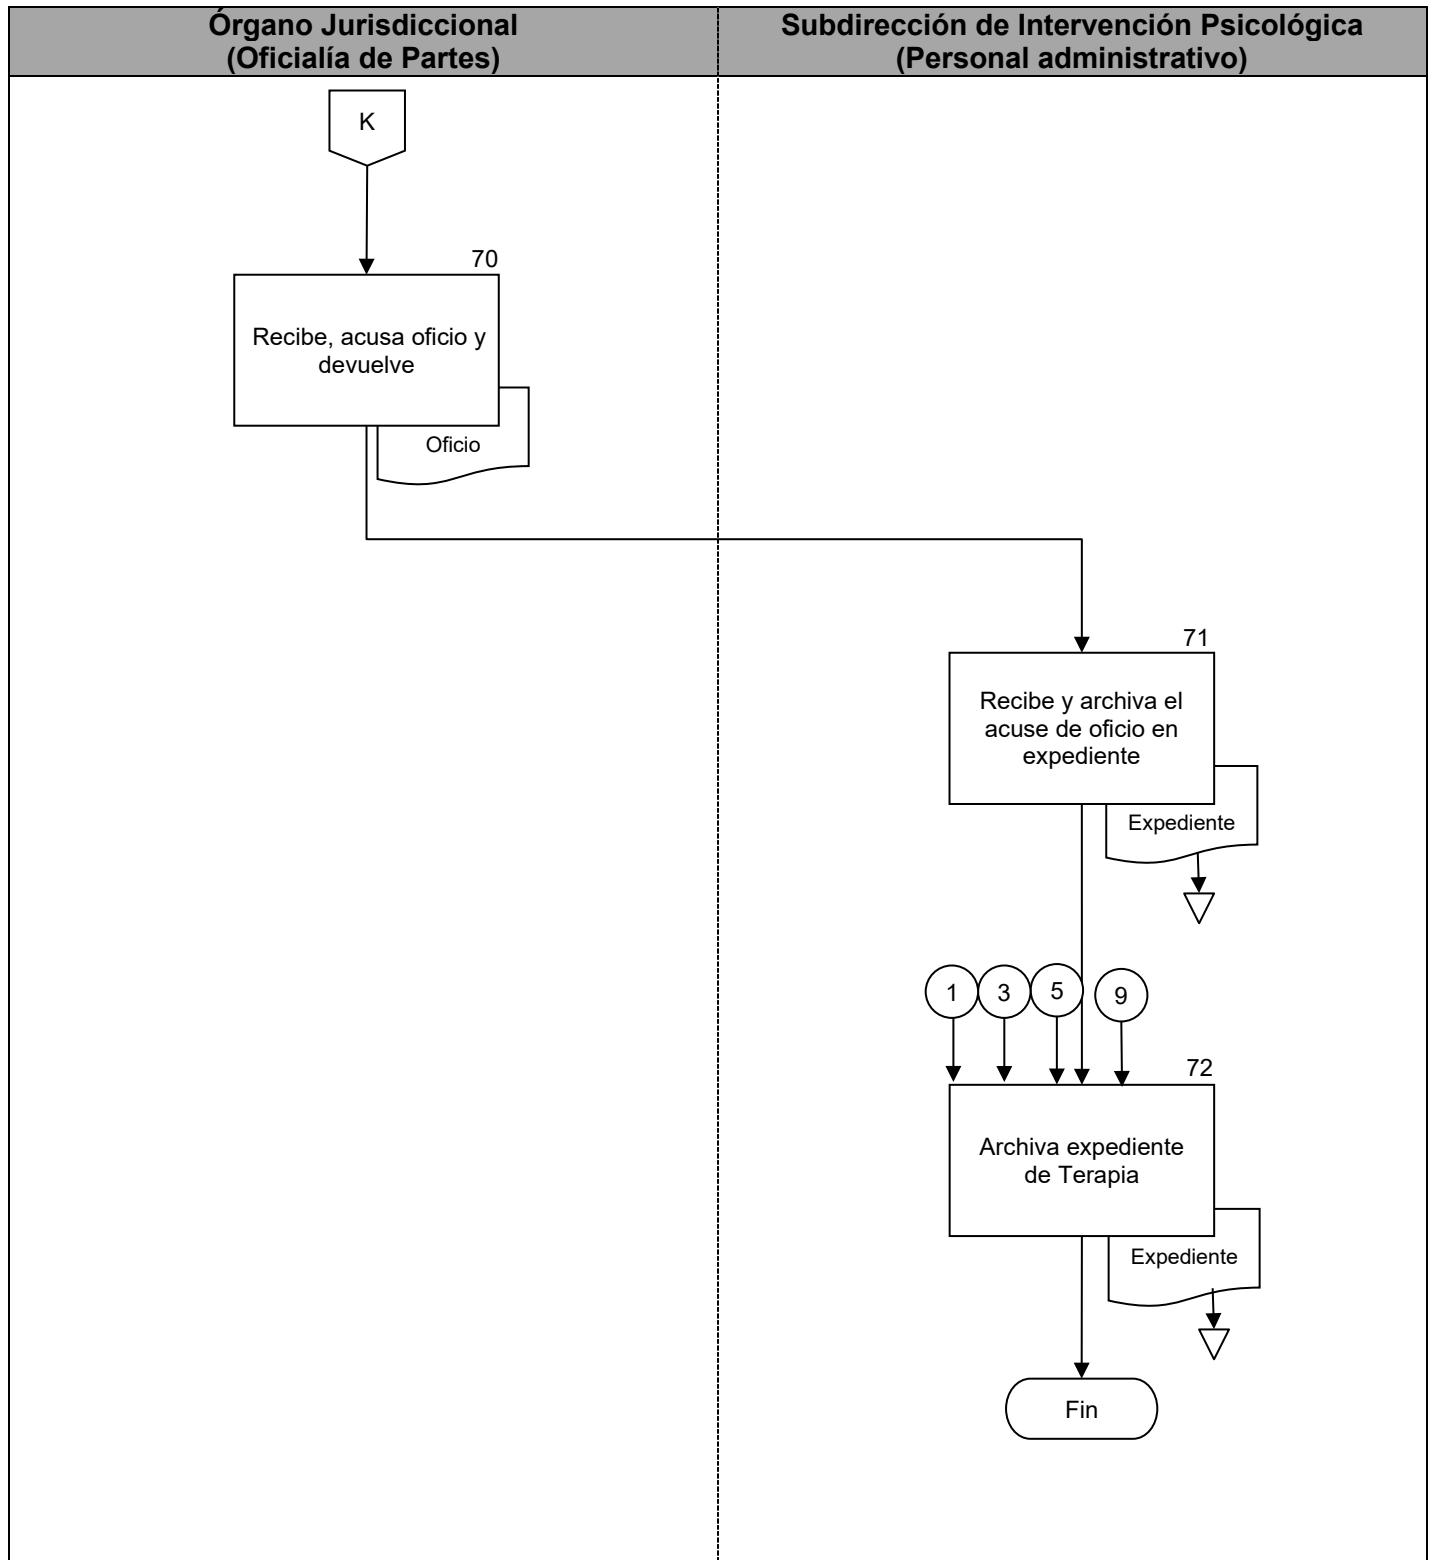 Órgano Jurisdiccional
(Oficialía de Partes)
Subdirección de Intervención Psicológica
(Personal administrativo)
K
70
Recibe, acusa oficio y
devuelve
Oficio
71
Recibe y archiva el
acuse de oficio en
expediente
Expediente
1
3
5
9
72
Archiva expediente
de Terapia
Expediente
Fin